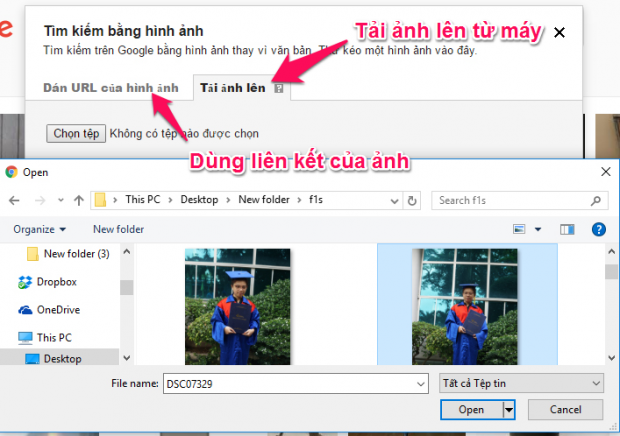 e
Tìm kiếm bằng hình ảnh
Tải ảnh lên từ máy
Tìm kiếm trên Google bằng hình ảnh thay vì văn bản. Thử kéo một hình ảnh vào đây.
Dán URL của hình ảnh
Tải ảnh lên ?
Chọn tệp Không có tệp nào được chọn
Dùng liên kết của ảnh
Open
This PC > Desktop > New folder > f1s
Search f1s
Organize
New folder
?
New folder (3)
Dropbox
OneDrive
This PC
Desktop
File name: DSC07329
Tất cả Tệp tin
Open
Cancel